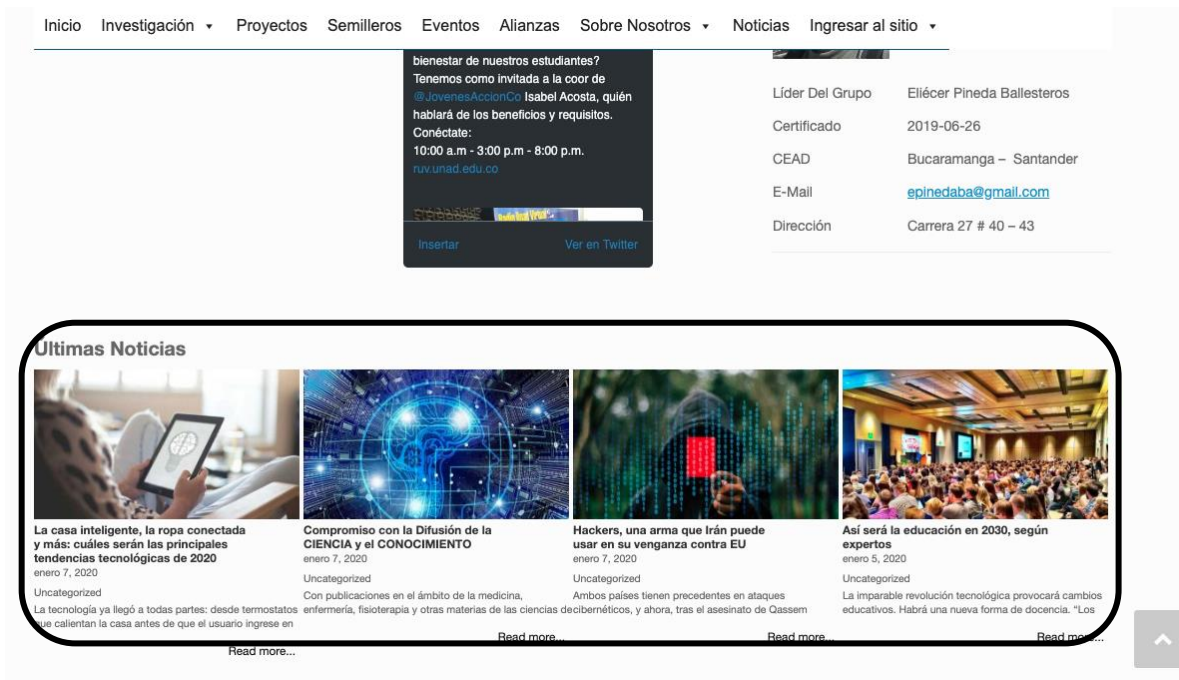 Inicio Investigación Proyectos Semilleros Eventos Alianzas Sobre Nosotros Noticias Ingresar al sitio
bienestar de nuestros estudiantes?
Tenemos como invitada a la coor de
@JovenesAccionCo Isabel Acosta, quién
hablará de los beneficios y requisitos.
Conéctate:
10:00 a.m - 3:00 p.m - 8:00 p.m.
ruv.unad.edu.co
Radio Unad Virtual
Insertar Ver en Twitter
Líder Del Grupo Eliécer Pineda Ballesteros
Certificado 2019-06-26
CEAD Bucaramanga – Santander
E-Mail epinedaba@gmail.com
Dirección Carrera 27 # 40 – 43
Últimas Noticias
La casa inteligente, la ropa conectada
y más: cuáles serán las principales
tendencias tecnológicas de 2020
enero 7, 2020
Uncategorized
La tecnología ya llegó a todas partes: desde termostatos
que calientan la casa antes de que el usuario ingrese en
Read more...
Compromiso con la Difusión de la
CIENCIA y el CONOCIMIENTO
enero 7, 2020
Uncategorized
Con publicaciones en el ámbito de la medicina,
enfermería, fisioterapia y otras materias de las ciencias de
Read more...
Hackers, una arma que Irán puede
usar en su venganza contra EU
enero 7, 2020
Uncategorized
Ambos países tienen precedentes en ataques
cibernéticos, y ahora, tras el asesinato de Qassem
Read more...
Así será la educación en 2030, según
expertos
enero 5, 2020
Uncategorized
La imparable revolución tecnológica provocará cambios
educativos. Habrá una nueva forma de docencia. “Los
Read more...